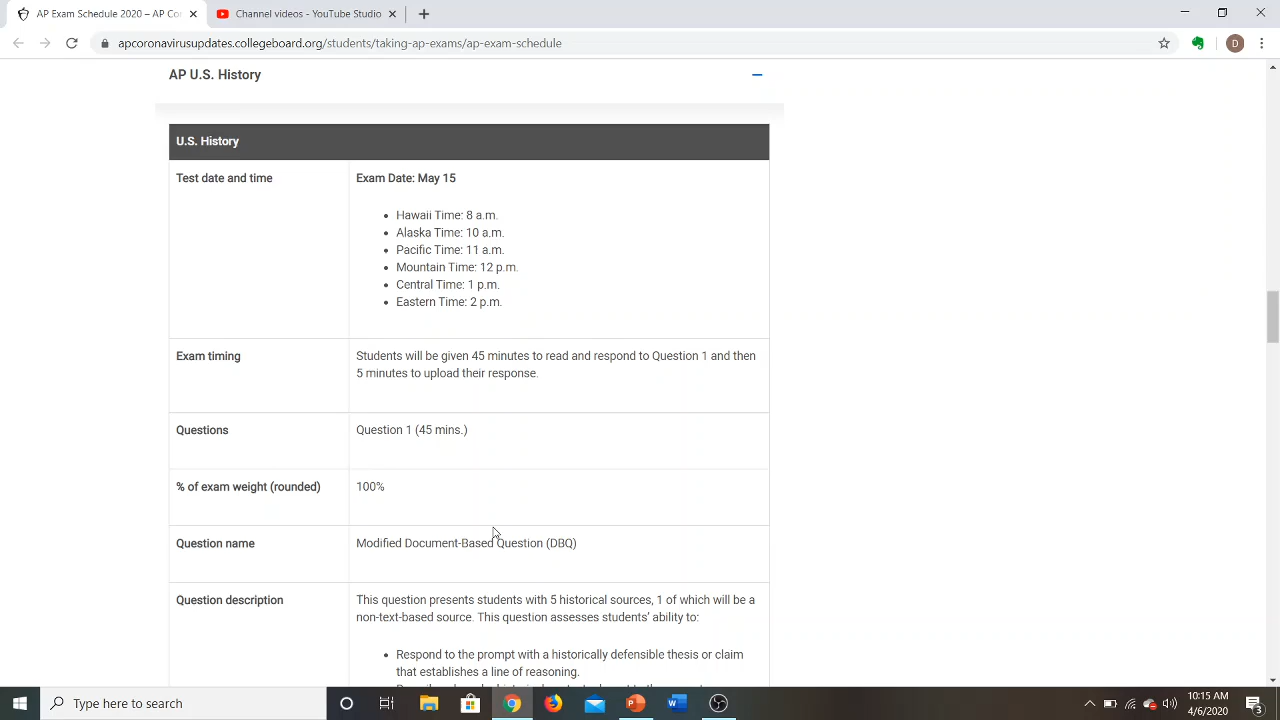 AP Exam Schedule 2020 – AP Co
Channel videos - YouTube Studio
apcoronavirusupdates.collegeboard.org/students/taking-ap-exams/ap-exam-schedule
D
AP U.S. History
U.S. History
Test date and time
Exam Date: May 15
• Hawaii Time: 8 a.m.
• Alaska Time: 10 a.m.
• Pacific Time: 11 a.m.
• Mountain Time: 12 p.m.
• Central Time: 1 p.m.
• Eastern Time: 2 p.m.
Exam timing
Students will be given 45 minutes to read and respond to Question 1 and then
5 minutes to upload their response.
Questions
Question 1 (45 mins.)
% of exam weight (rounded)
100%
Question name
Modified Document-Based Question (DBQ)
Question description
This question presents students with 5 historical sources, 1 of which will be a
non-text-based source. This question assesses students' ability to:
• Respond to the prompt with a historically defensible thesis or claim
that establishes a line of reasoning.
Type here to search
10:15 AM
4/6/2020
3